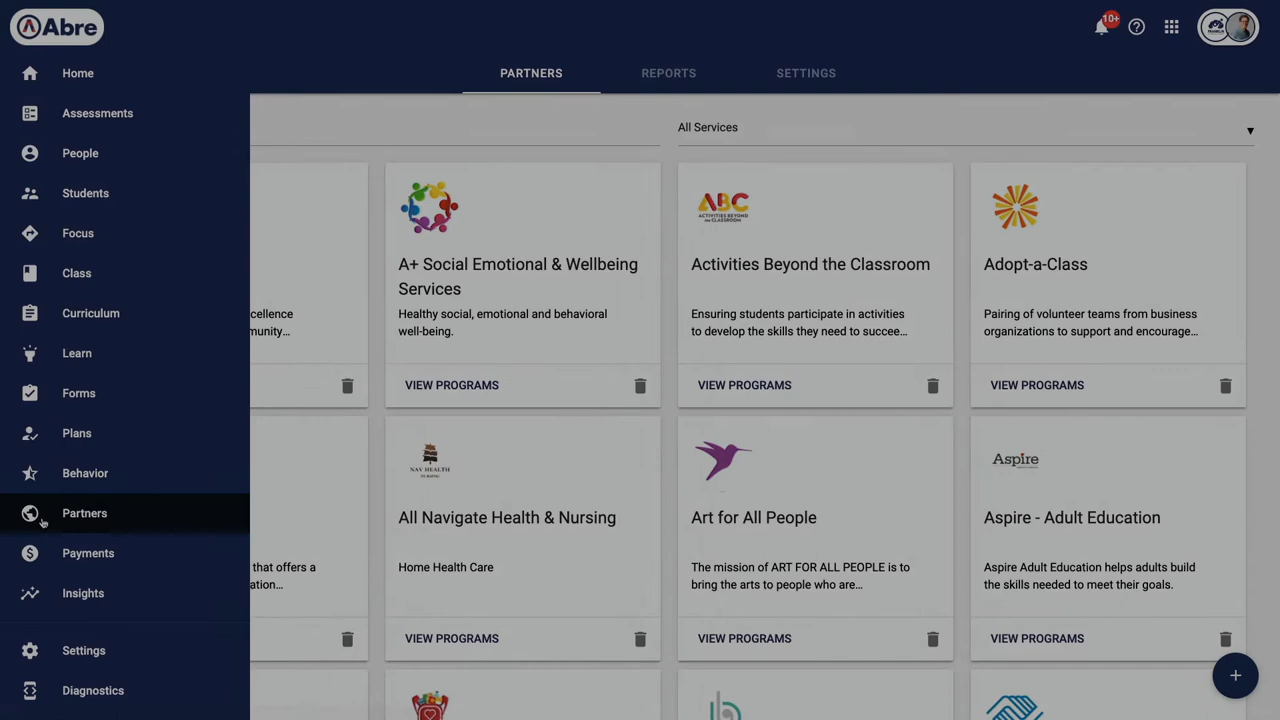 Abre
10+
Home
Assessments
People
Students
Focus
Class
Curriculum
Learn
Forms
Plans
Behavior
Partners
Payments
Insights
Settings
Diagnostics
PARTNERS
REPORTS
SETTINGS
All Services
A+ Social Emotional & Wellbeing
Services
Healthy social, emotional and behavioral
well-being.
VIEW PROGRAMS
ABC
ACTIVITIES BEYOND
THE CLASSROOM
Activities Beyond the Classroom
Ensuring students participate in activities
to develop the skills they need to succee...
VIEW PROGRAMS
Adopt-a-Class
Pairing of volunteer teams from business
organizations to support and encourage...
VIEW PROGRAMS
NAV HEALTH
All Navigate Health & Nursing
Home Health Care
VIEW PROGRAMS
Art for All People
The mission of ART FOR ALL PEOPLE is to
bring the arts to people who are...
VIEW PROGRAMS
Aspire
Aspire - Adult Education
Aspire Adult Education helps adults build
the skills needed to meet their goals.
VIEW PROGRAMS
that offers a